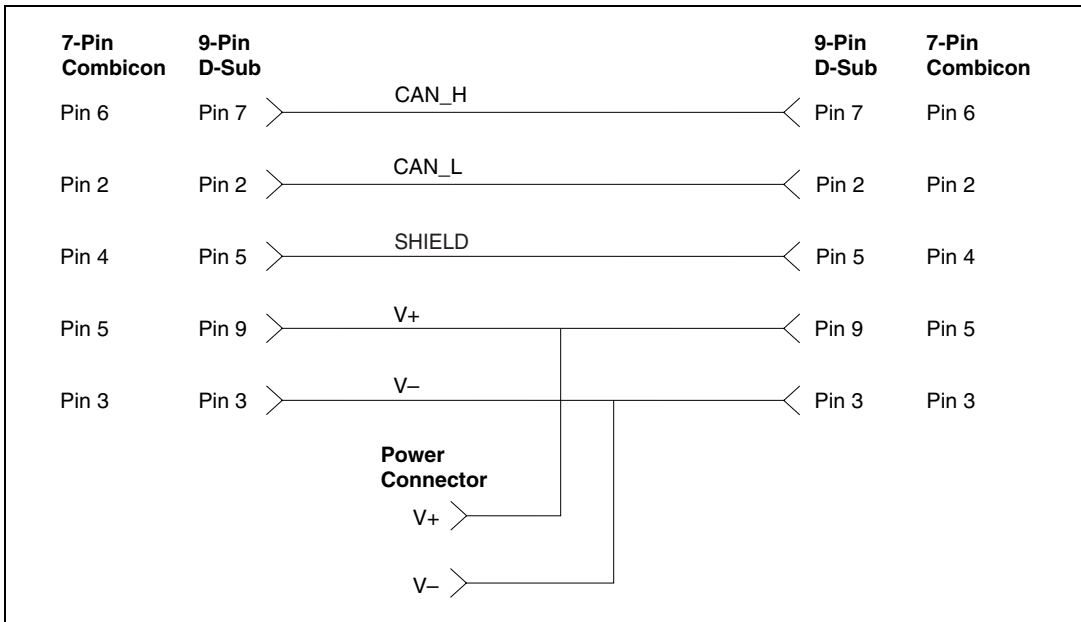 7-Pin Combicon 9-Pin D-Sub 9-Pin D-Sub 7-Pin Combicon
Pin 6 Pin 7 CAN_H Pin 7 Pin 6
Pin 2 Pin 2 CAN_L Pin 2 Pin 2
Pin 4 Pin 5 SHIELD Pin 5 Pin 4
Pin 5 Pin 9 V+ Pin 9 Pin 5
Pin 3 Pin 3 V– Pin 3 Pin 3
Power
Connector
V+
V–